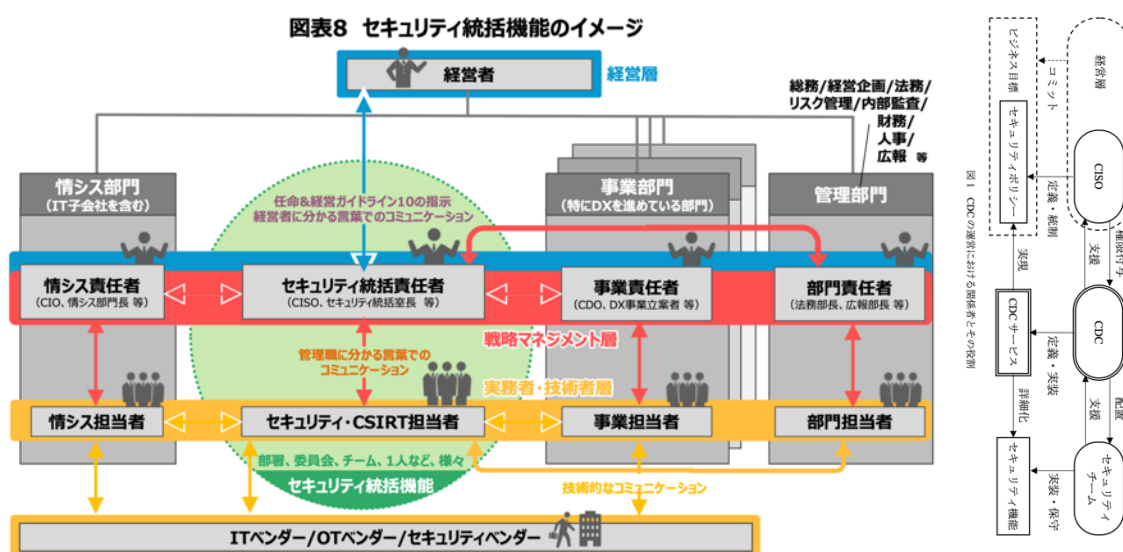 図表8 セキュリティ統括機能のイメージ
経営者
経営層
総務/経営企画/法務/
リスク管理/内部監査/
財務/
人事/
広報 等
情シス部門
(IT子会社を含む)
事業部門
(特にDXを進めている部門)
管理部門
任命&経営ガイドライン10の指示
経営者に分かる言葉でのコミュニケーション
情シス責任者
(CIO、情シス部門長 等)
セキュリティ統括責任者
(CISO、セキュリティ統括室長 等)
事業責任者
(CDO、DX事業立案者 等)
部門責任者
(法務部長、広報部長 等)
戦略マネジメント層
管理職に分かる言葉での
コミュニケーション
実務者・技術者層
情シス担当者
セキュリティ・CSIRT担当者
事業担当者
部門担当者
部署、委員会、チーム、1人など、様々
セキュリティ統括機能
技術的なコミュニケーション
ITベンダー/OTベンダー/セキュリティベンダー
経営層
CISO
権限付与
支援
CDC
配置
支援
セキュリティ
チーム
コミット
定義・統制
定義・実装
実装・保守
ビジネス目標
セキュリティポリシー
実現
CDCサービス
詳細化
セキュリティ機能
図1 CDCの運営における関係者とその役割